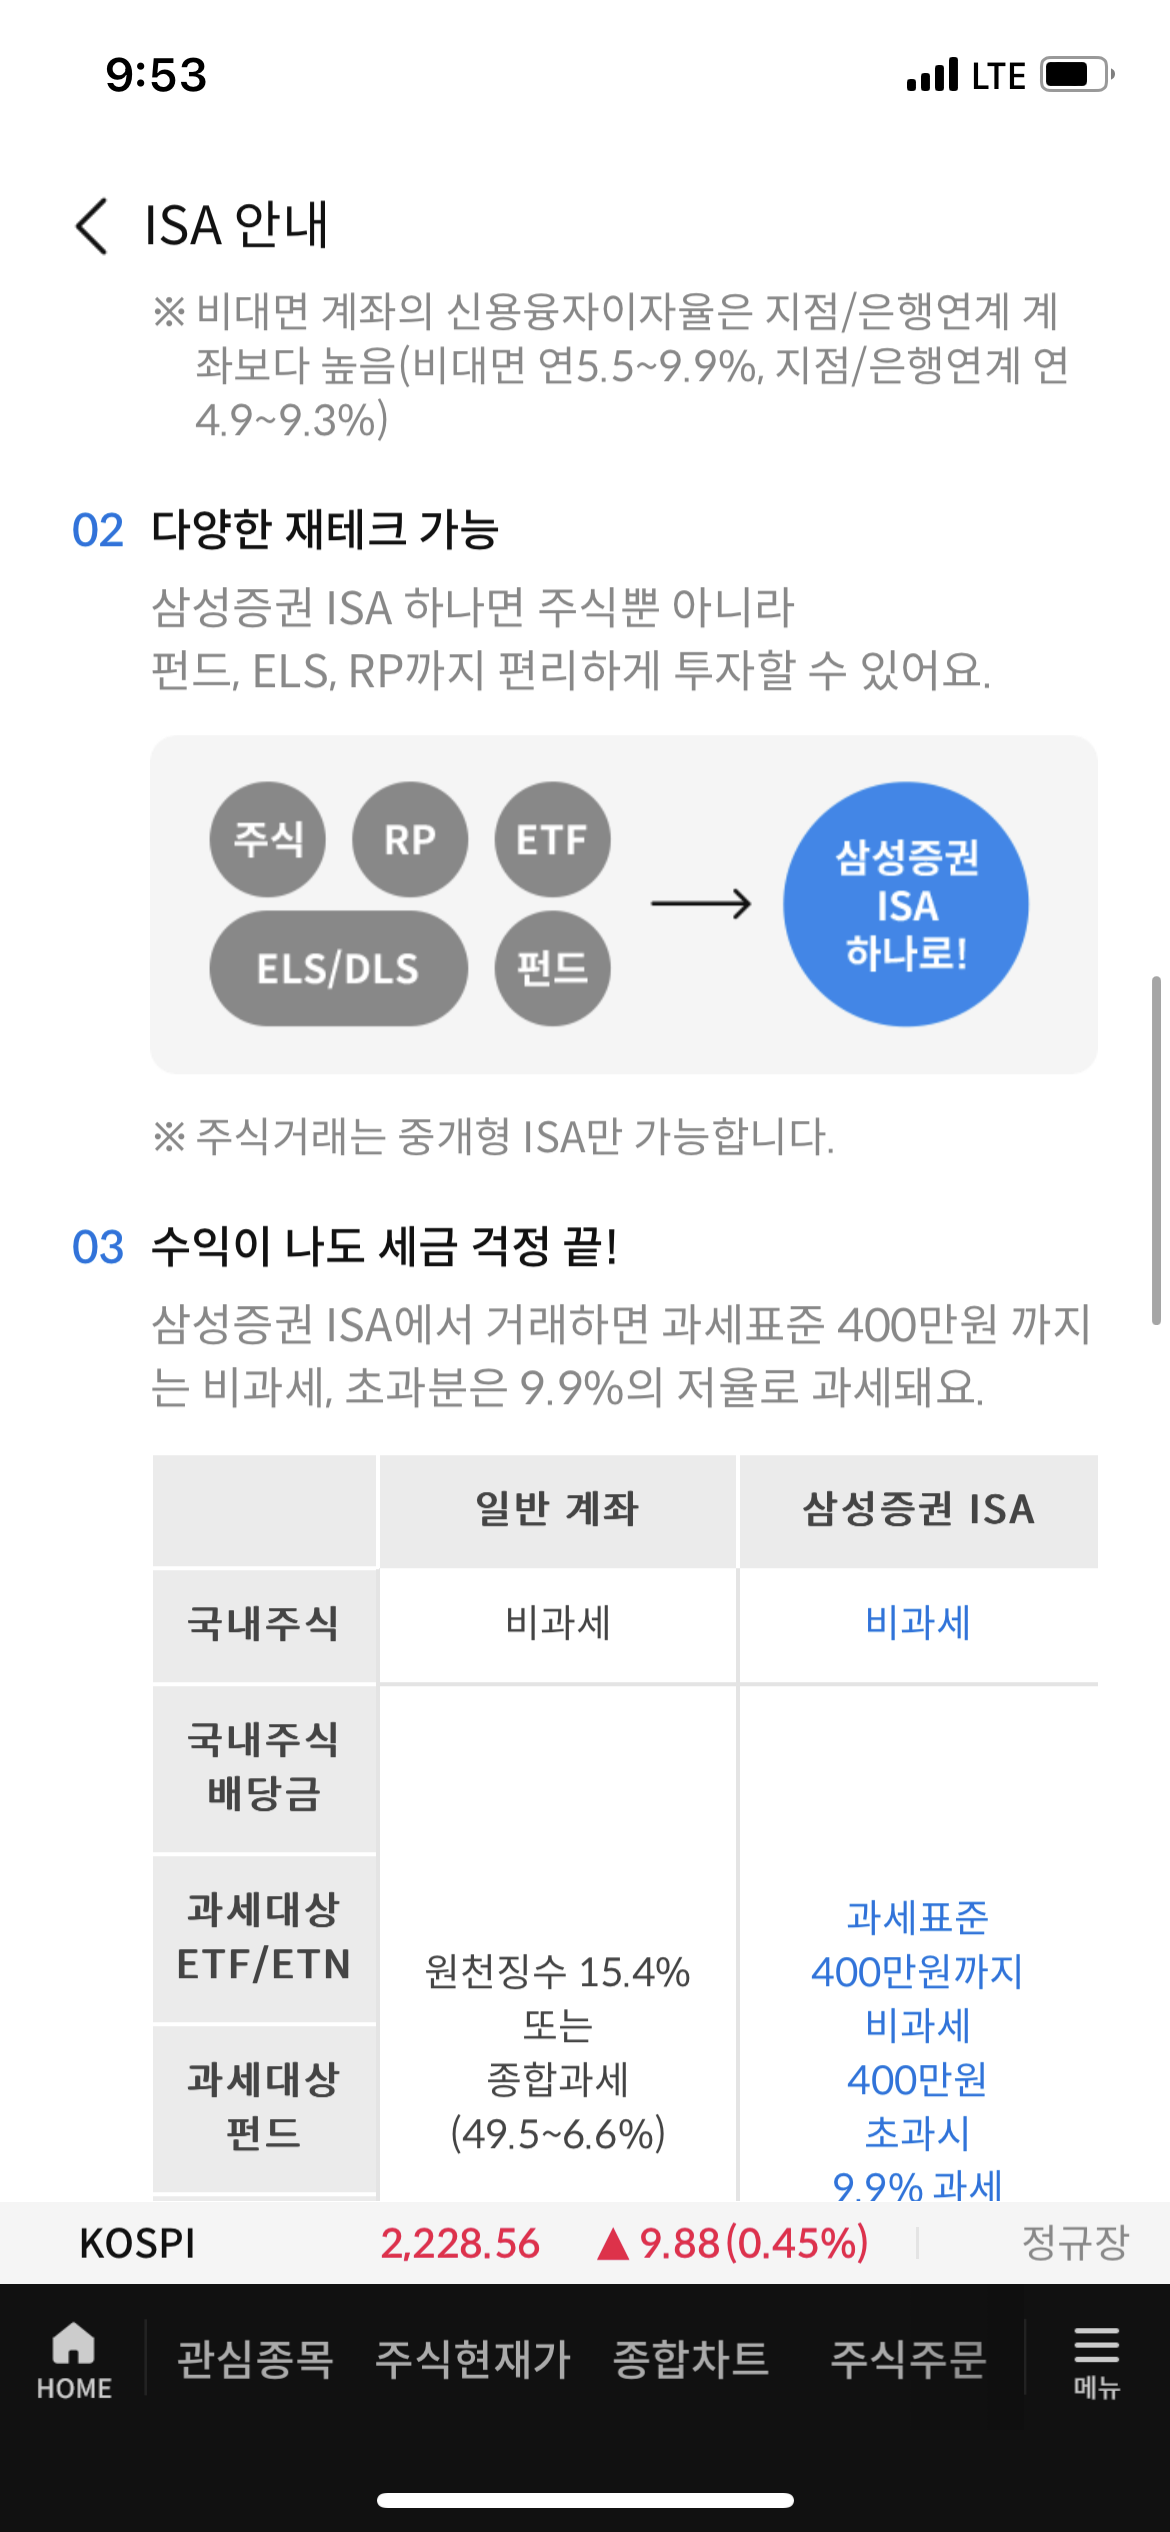 9:53
LTE
ISA 안내
※ 비대면 계좌의 신용융자이자율은 지점/은행연계 계
좌보다 높음(비대면 연5.5~9.9%, 지점/은행연계 연
4.9~9.3%)
02 다양한 재테크 가능
삼성증권 ISA 하나면 주식뿐 아니라
펀드, ELS, RP까지 편리하게 투자할 수 있어요.
주식 RP ETF
ELS/DLS 펀드
삼성증권
ISA
하나로!
※ 주식거래는 중개형 ISA만 가능합니다.
03 수익이 나도 세금 걱정 끝!
삼성증권 ISA에서 거래하면 과세표준 400만원 까지
는 비과세, 초과분은 9.9%의 저율로 과세돼요.
일반 계좌 삼성증권 ISA
국내주식 비과세 비과세
국내주식
배당금
과세대상
ETF/ETN
과세대상
펀드
원천징수 15.4%
또는
종합과세
(49.5~6.6%)
과세표준
400만원까지
비과세
400만원
초과시
9.9% 과세
KOSPI 2,228.56 ▲ 9.88(0.45%) 정규장
HOME 관심종목 주식현재가 종합차트 주식주문 메뉴